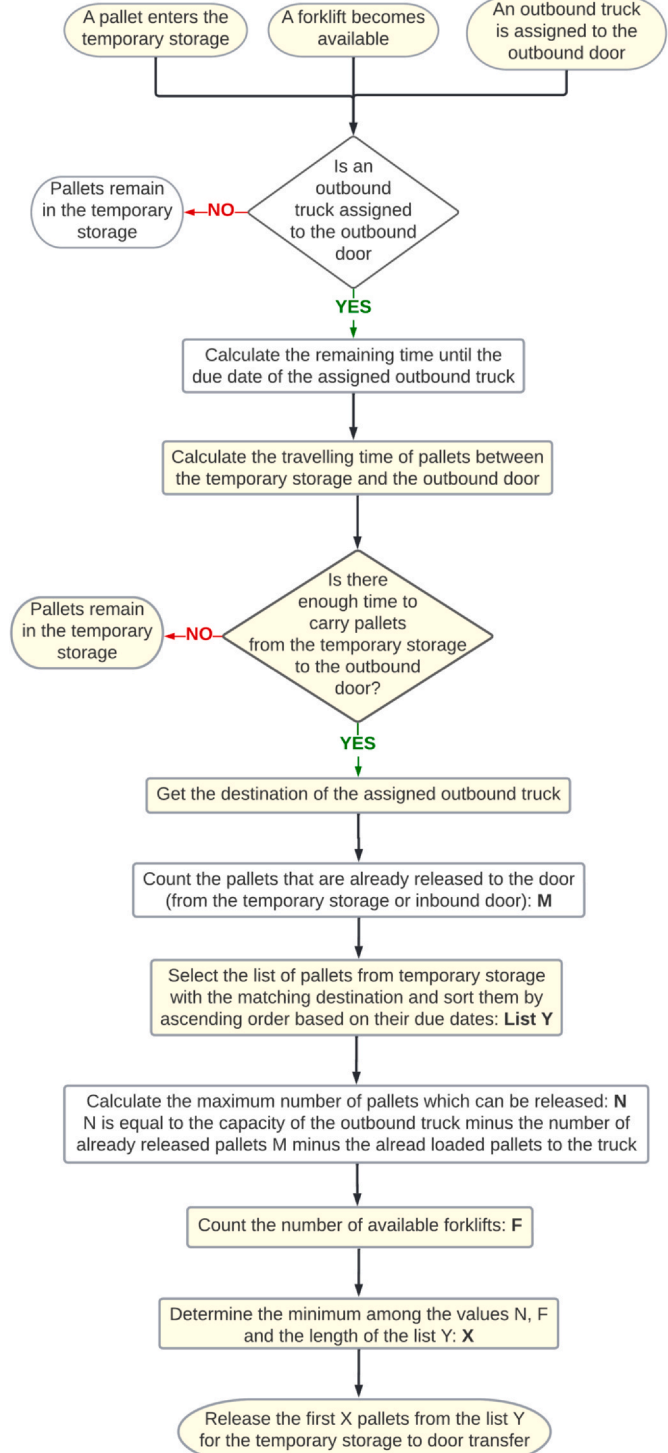 A pallet enters the
temporary storage
A forklift becomes
available
An outbound truck
is assigned to the
outbound door
Is an
outbound
truck assigned
to the outbound
door
Pallets remain
in the temporary
storage
NO
YES
Calculate the remaining time until the
due date of the assigned outbound truck
Calculate the travelling time of pallets between
the temporary storage and the outbound door
Is there
enough time to
carry pallets
from the temporary storage
to the outbound
door?
Pallets remain
in the temporary
storage
NO
YES
Get the destination of the assigned outbound truck
Count the pallets that are already released to the door
(from the temporary storage or inbound door): M
Select the list of pallets from temporary storage
with the matching destination and sort them by
ascending order based on their due dates: List Y
Calculate the maximum number of pallets which can be released: N
N is equal to the capacity of the outbound truck minus the number of
already released pallets M minus the alread loaded pallets to the truck
Count the number of available forklifts: F
Determine the minimum among the values N, F
and the length of the list Y: X
Release the first X pallets from the list Y
for the temporary storage to door transfer